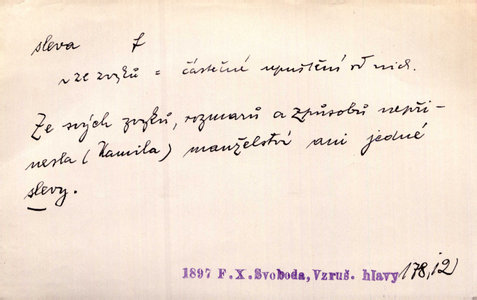 sleva f
~ ze zvyků = částečné upuštění od nich.
Ze svých zvyků, rozmarů a způsobů nepři-
nesla (Kamila) manželství ani jedné
slevy.
1897 F. X. Svoboda, Vzruš. hlavy 178, i2)